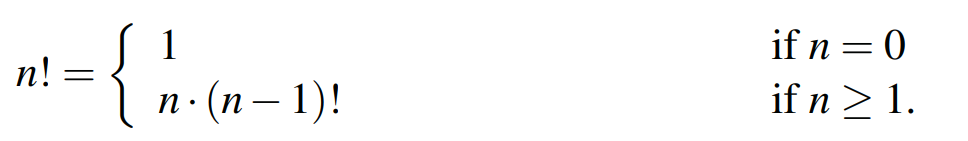 n! = { 1 if n = 0
n · (n − 1)! if n ≥ 1.